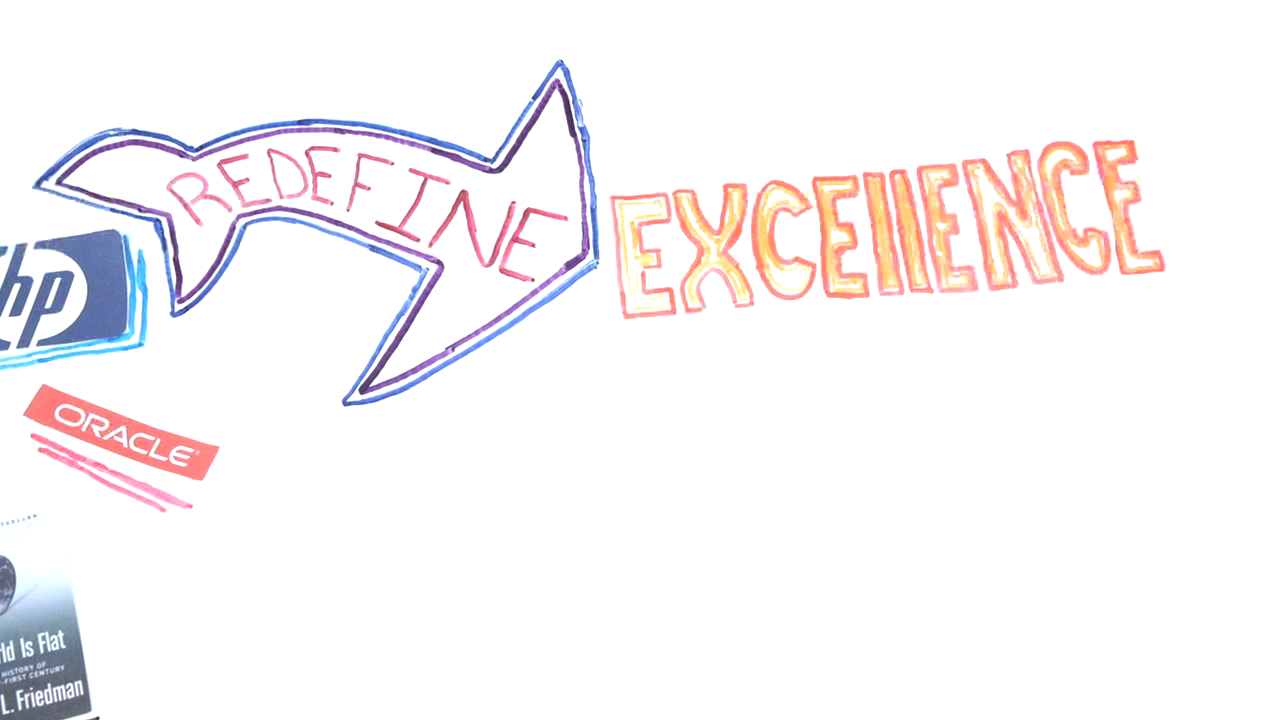 REDEFINE
EXCEllENCE
hp
ORACLE
rld Is Flat
HISTORY OF
-FIRST CENTURY
L. Friedman